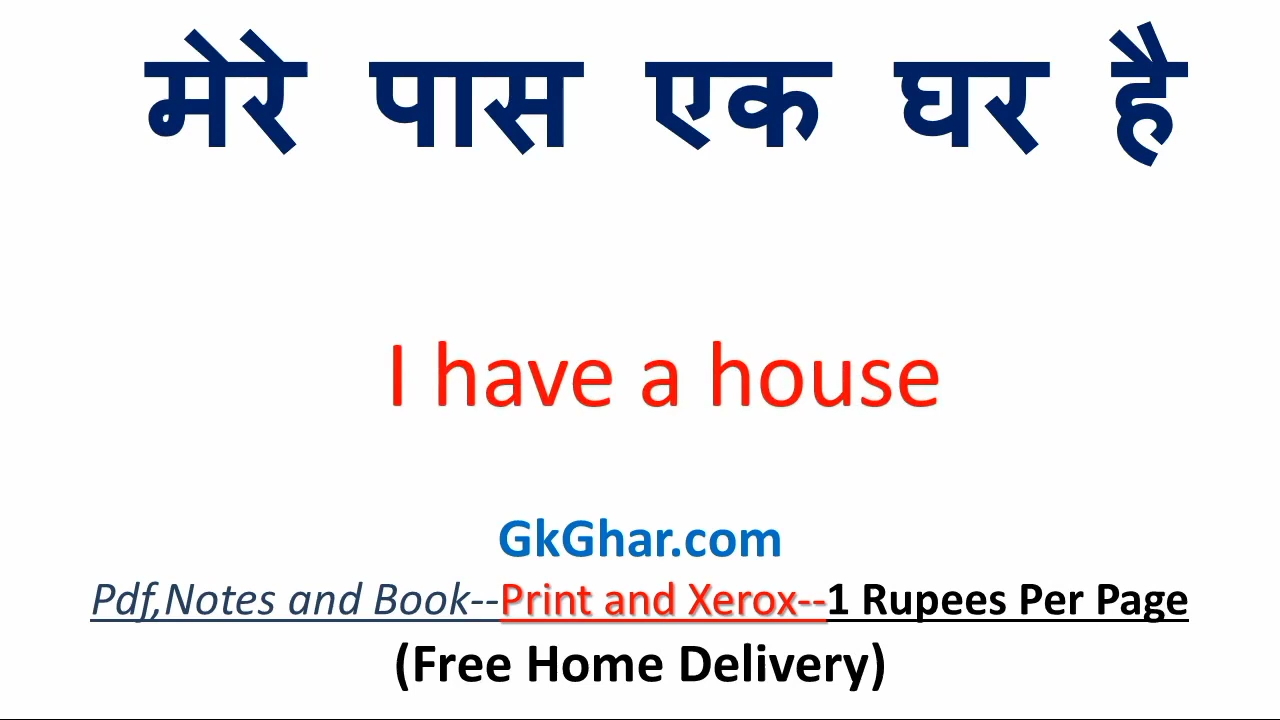 मेरे पास एक घर है
I have a house
GkGhar.com
Pdf,Notes and Book--Print and Xerox--1 Rupees Per Page
(Free Home Delivery)